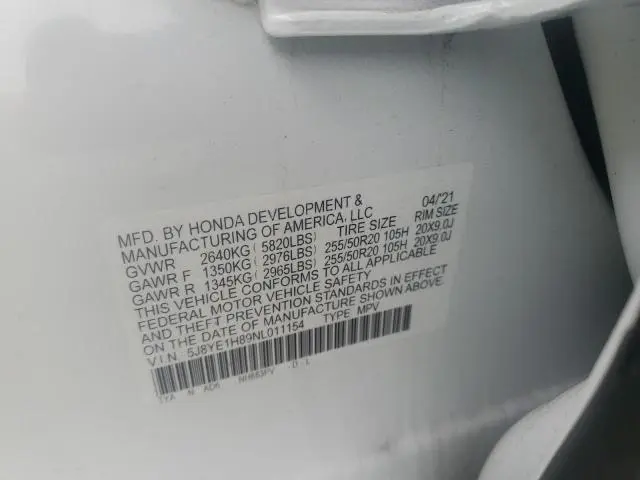 MFD. BY HONDA DEVELOPMENT & 04/'21
MANUFACTURING OF AMERICA, LLC
GVWR 2640KG ( 5820LBS) TIRE SIZE RIM SIZE
GAWR F 1350KG ( 2976LBS) 255/50R20 105H 20X9.0J
GAWR R 1345KG ( 2965LBS) 255/50R20 105H 20X9.0J
THIS VEHICLE CONFORMS TO ALL APPLICABLE
FEDERAL MOTOR VEHICLE SAFETY
AND THEFT PREVENTION STANDARDS IN EFFECT
ON THE DATE OF MANUFACTURE SHOWN ABOVE.
V.I.N. 5J8YE1H89NL011154 TYPE MPV
TYA N AD6 NH883PV - D L